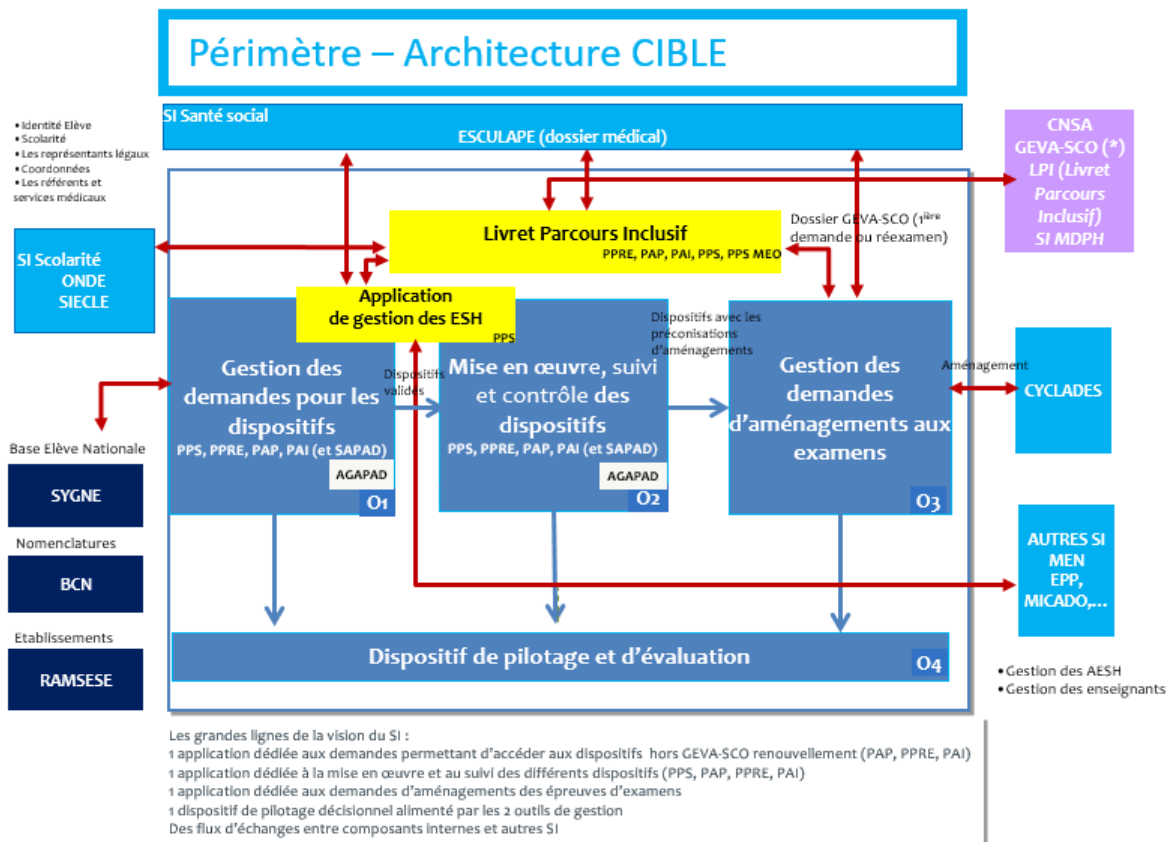 Périmètre – Architecture CIBLE
SI Santé social
ESCULAPE (dossier médical)
•Identité Elève
•Scolarité
•Les représentants légaux
•Coordonnées
•Les référents et
services médicaux
CNSA
GEVA-SCO (*)
LPI (Livret
Parcours
Inclusif)
SI MDPH
Livret Parcours Inclusif
PPRE, PAP, PAI, PPS, PPS MEO
Dossier GEVA-SCO (1ière
demande ou réexamen)
SI Scolarité
ONDE
SIECLE
Application
de gestion des ESH
PPS
Gestion des
demandes pour les
dispositifs
PPS, PPRE, PAP, PAI (et SAPAD)
AGAPAD
O1
Dispositifs
validés
Mise en œuvre, suivi
et contrôle des
dispositifs
PPS, PPRE, PAP, PAI (et SAPAD)
AGAPAD
O2
Dispositifs avec les
préconisations
d'aménagements
Gestion des
demandes
d'aménagements aux
examens
O3
Aménagement
CYCLADES
Base Elève Nationale
SYGNE
Nomenclatures
BCN
Etablissements
RAMSESE
AUTRES SI
MEN
EPP,
MICADO,...
•Gestion des AESH
•Gestion des enseignants
Dispositif de pilotage et d'évaluation
O4
Les grandes lignes de la vision du SI :
1 application dédiée aux demandes permettant d'accéder aux dispositifs hors GEVA-SCO renouvellement (PAP, PPRE, PAI)
1 application dédiée à la mise en œuvre et au suivi des différents dispositifs (PPS, PAP, PPRE, PAI)
1 application dédiée aux demandes d'aménagements des épreuves d'examens
1 dispositif de pilotage décisionnel alimenté par les 2 outils de gestion
Des flux d'échanges entre composants internes et autres SI